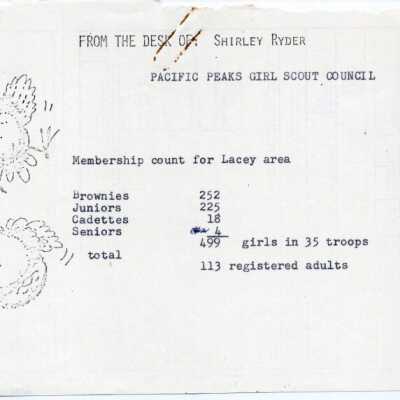 FROM THE DESK OF: SHIRLEY RYDER
PACIFIC PEAKS GIRL SCOUT COUNCIL
Membership count for Lacey area
Brownies 252
Juniors 225
Cadettes 18
Seniors 4
499 girls in 35 troops
total
113 registered adults